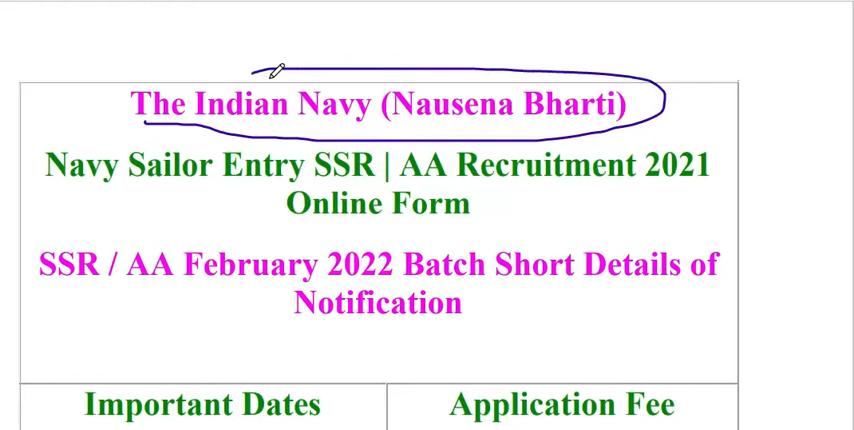 The Indian Navy (Nausena Bharti)
Navy Sailor Entry SSR | AA Recruitment 2021
Online Form
SSR / AA February 2022 Batch Short Details of
Notification
Important Dates
Application Fee